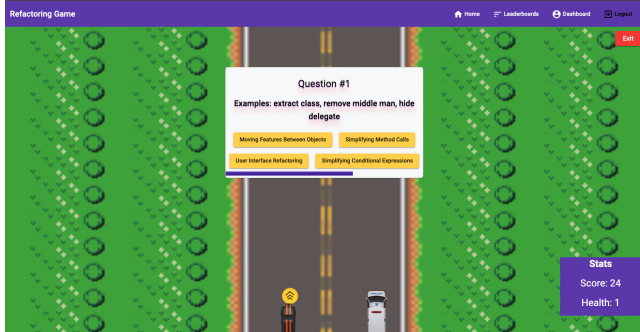 Refactoring Game
Home
Leaderboards
Dashboard
Logout
Exit
Question #1
Examples: extract class, remove middle man, hide
delegate
Moving Features Between Objects
Simplifying Method Calls
User Interface Refactoring
Simplifying Conditional Expressions
Stats
Score: 24
Health: 1